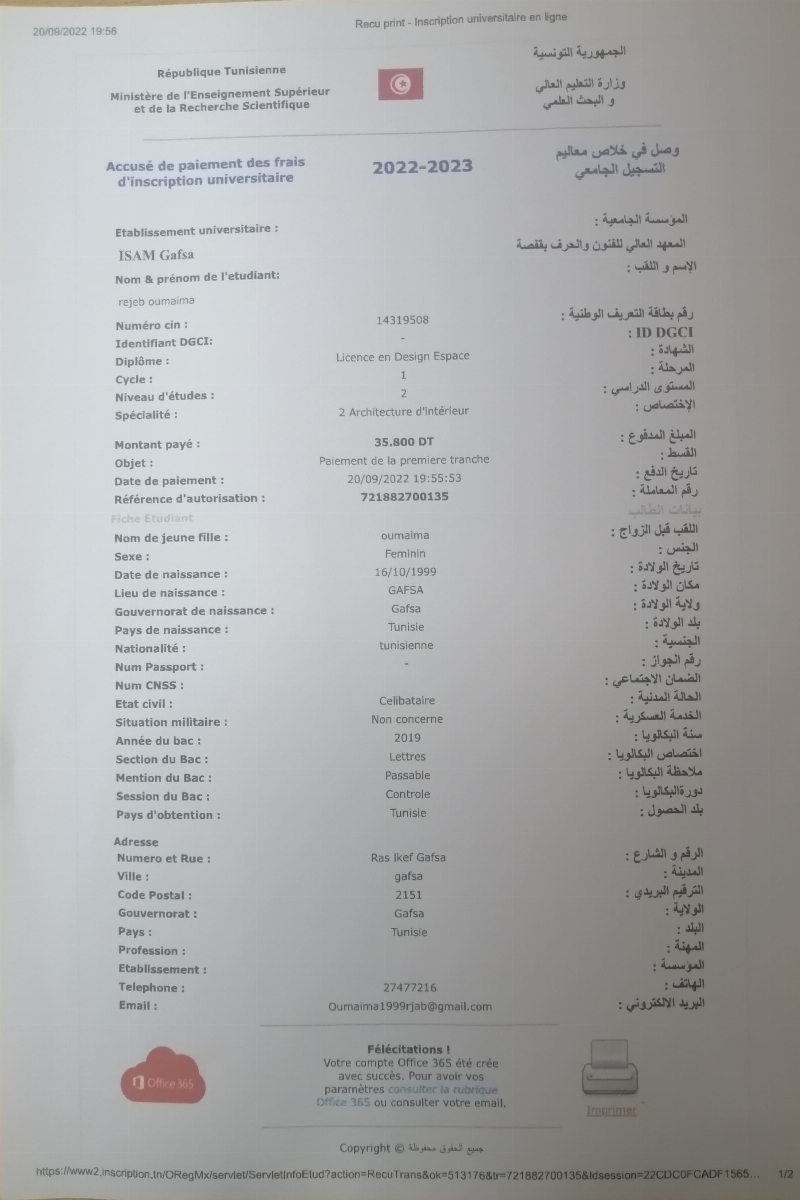 20/09/2022 19:56
Recu print - Inscription universitaire en ligne
République Tunisienne
الجمهورية التونسية
Ministère de l'Enseignement Supérieur
et de la Recherche Scientifique
وزارة التعليم العالي
و البحث العلمي
Accusé de paiement des frais
d'inscription universitaire
2022-2023
وصل في خلاص معاليم
التسجيل الجامعي
Etablissement universitaire :
المؤسسة الجامعية :
ISAM Gafsa
المعهد العالي للفنون والحرف بقفصة
Nom & prénom de l'etudiant:
الإسم و اللقب :
rejeb oumaima
Numéro cin : 14319508 رقم بطاقة التعريف الوطنية :
Identifiant DGCI: - ID DGCI :
Diplôme : Licence en Design Espace الشهادة :
Cycle : 1 المرحلة :
Niveau d'études : 2 المستوى الدراسي :
Spécialité : 2 Architecture d'intérieur الإختصاص :
Montant payé : 35.800 DT المبلغ المدفوع :
Objet : Paiement de la premiere tranche القسط :
Date de paiement : 20/09/2022 19:55:53 تاريخ الدفع :
Référence d'autorisation : 721882700135 رقم المعاملة :
Fiche Etudiant بيانات الطالب
Nom de jeune fille : oumaima اللقب قبل الزواج :
Sexe : Feminin الجنس :
Date de naissance : 16/10/1999 تاريخ الولادة :
Lieu de naissance : GAFSA مكان الولادة :
Gouvernorat de naissance : Gafsa ولاية الولادة :
Pays de naissance : Tunisie بلد الولادة :
Nationalité : tunisienne الجنسية :
Num Passport : - رقم الجواز :
Num CNSS : الضمان الاجتماعي :
Etat civil : Celibataire الحالة المدنية :
Situation militaire : Non concerne الخدمة العسكرية :
Année du bac : 2019 سنة البكالويا :
Section du Bac : Lettres اختصاص البكالويا :
Mention du Bac : Passable ملاحظة البكالويا :
Session du Bac : Controle دورةالبكالويا :
Pays d'obtention : Tunisie بلد الحصول :
Adresse
Numero et Rue : Ras lkef Gafsa الرقم و الشارع :
Ville : gafsa المدينة :
Code Postal : 2151 الترقيم البريدي :
Gouvernorat : Gafsa الولاية :
Pays : Tunisie البلد :
Profession : المهنة :
Etablissement : المؤسسة :
Telephone : 27477216 الهاتف :
Email : Oumaima1999rjab@gmail.com البريد الالكتروني :
Office 365
Félécitations !
Votre compte Office 365 été crée
avec succès. Pour avoir vos
paramètres consulter la rubrique
Office 365 ou consulter votre email.
Imprimer
Copyright © جميع الحقوق محفوظة
https://www2.inscription.tn/ORegMx/servlet/ServletInfoEtud?action=RecuTrans&ok=513176&tr=721882700135&Idsession=22CDC0FCADF1565... 1/2